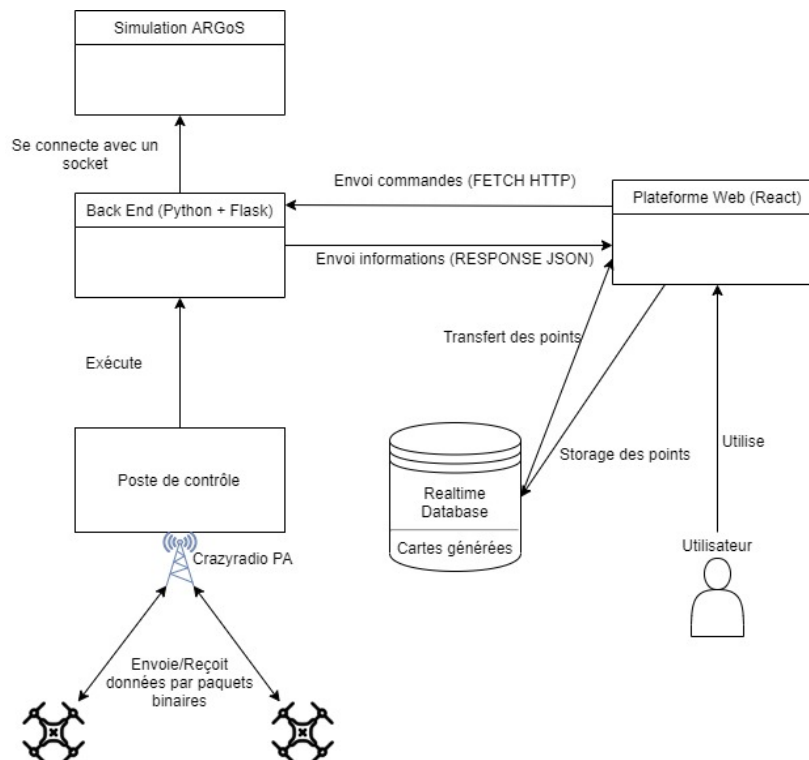 Simulation ARGoS
Se connecte avec un
socket
Envoi commandes (FETCH HTTP)
Back End (Python + Flask)
Plateforme Web (React)
Envoi informations (RESPONSE JSON)
Transfert des points
Exécute
Utilise
Storage des points
Poste de contrôle
Realtime
Database
Cartes générées
Crazyradio PA
Utilisateur
Envoie/Reçoit
données par paquets
binaires